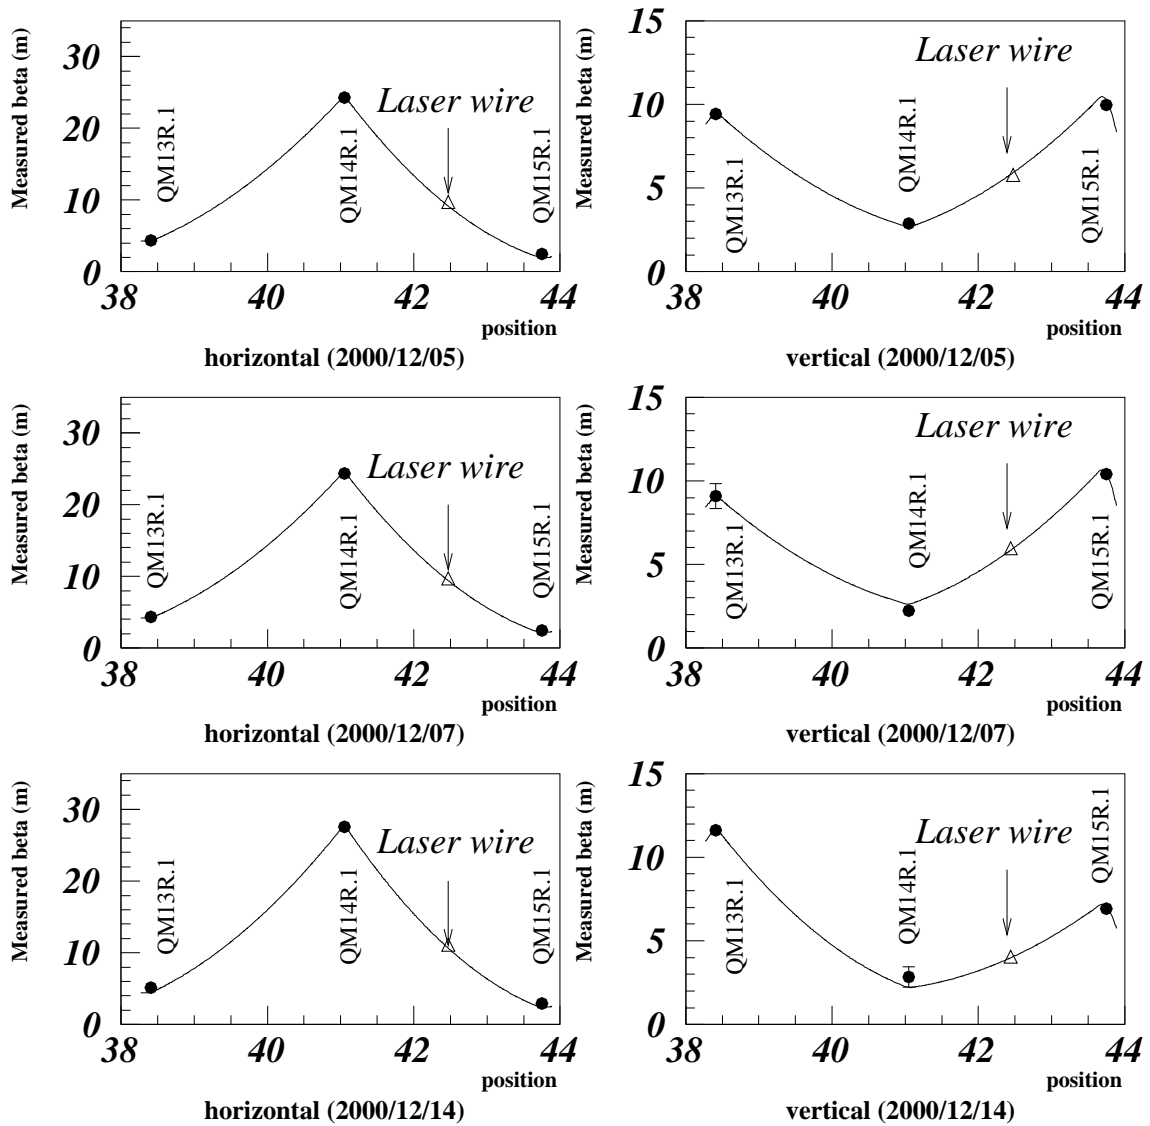 Measured beta (m)
30
20
10
0
QM13R.1
QM14R.1
Laser wire
QM15R.1
38
40
42
44
position
horizontal (2000/12/05)
Measured beta (m)
15
10
5
0
QM13R.1
QM14R.1
Laser wire
QM15R.1
38
40
42
44
position
vertical (2000/12/05)
Measured beta (m)
30
20
10
0
QM13R.1
QM14R.1
Laser wire
QM15R.1
38
40
42
44
position
horizontal (2000/12/07)
Measured beta (m)
15
10
5
0
QM13R.1
QM14R.1
Laser wire
QM15R.1
38
40
42
44
position
vertical (2000/12/07)
Measured beta (m)
30
20
10
0
QM13R.1
QM14R.1
Laser wire
QM15R.1
38
40
42
44
position
horizontal (2000/12/14)
Measured beta (m)
15
10
5
0
QM13R.1
QM14R.1
Laser wire
QM15R.1
38
40
42
44
position
vertical (2000/12/14)